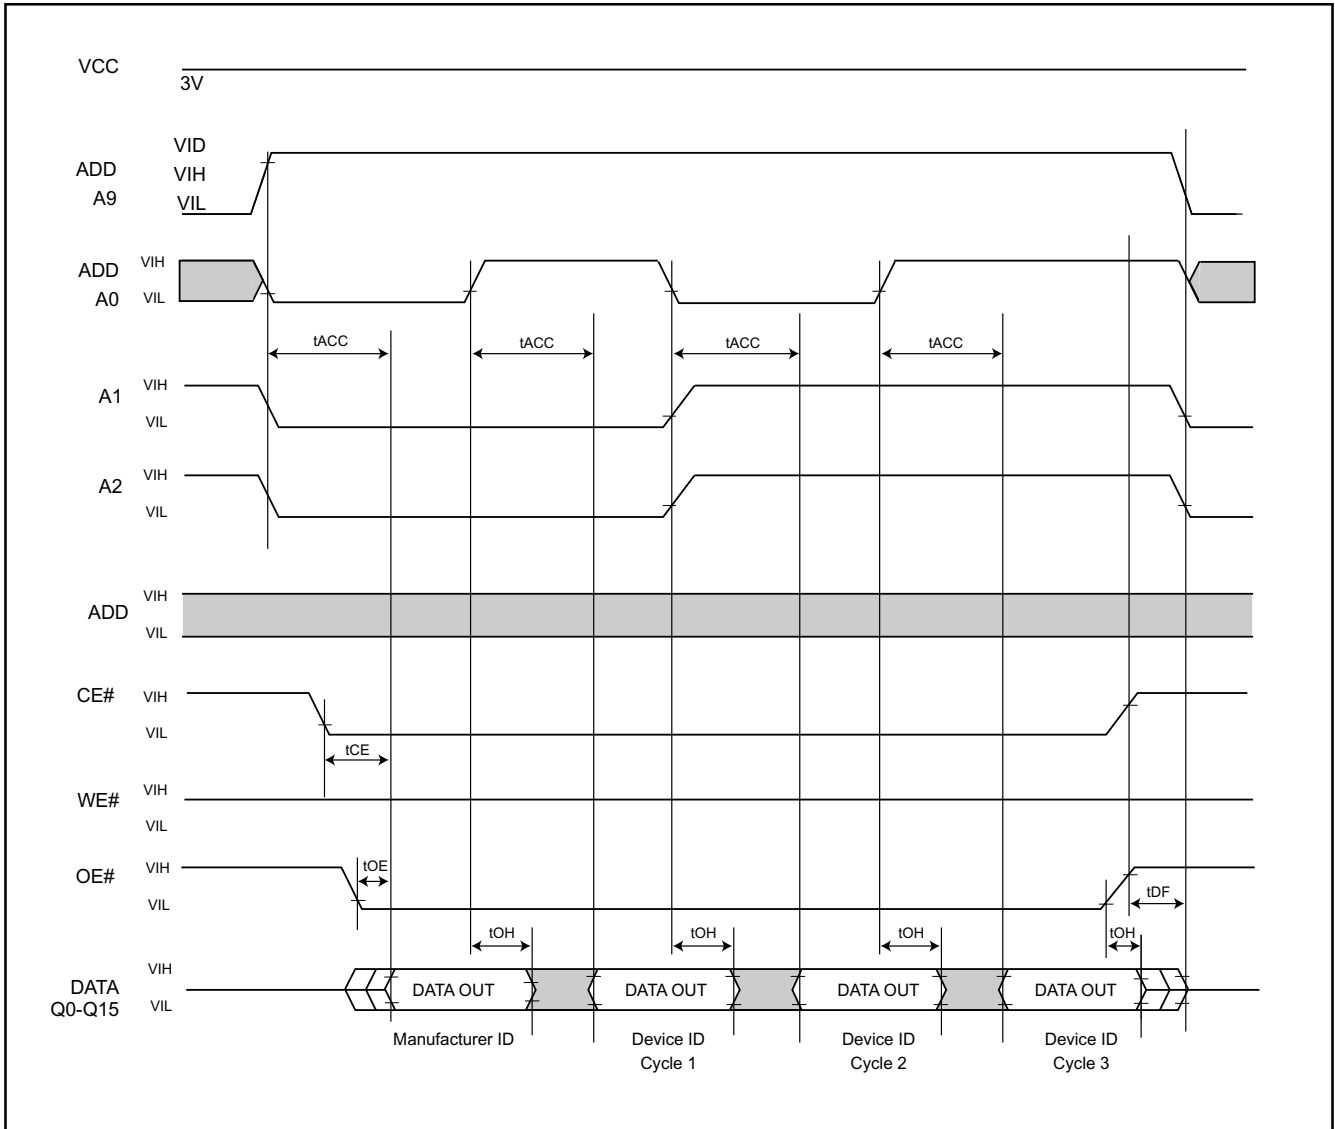 VCC
3V
VID
ADD
VIH
A9
VIL
ADD
VIH
A0
VIL
tACC
tACC
tACC
tACC
A1
VIH
VIL
A2
VIH
VIL
ADD
VIH
VIL
CE#
VIH
VIL
tCE
WE#
VIH
VIL
OE#
VIH
tOE
VIL
tDF
tOH
tOH
tOH
tOH
VIH
DATA
Q0-Q15
VIL
DATA OUT
DATA OUT
DATA OUT
DATA OUT
Manufacturer ID
Device ID
Cycle 1
Device ID
Cycle 2
Device ID
Cycle 3